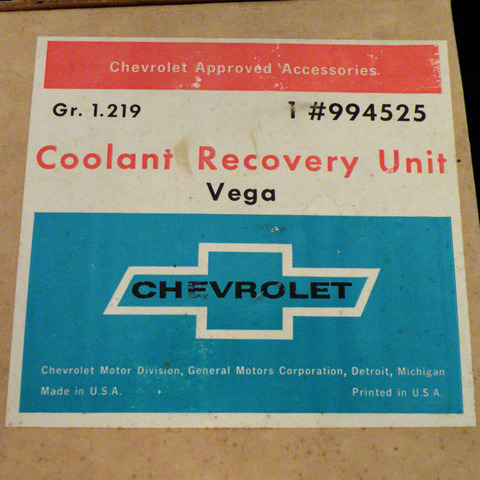 Chevrolet Approved Accessories
Gr. 1.219 1 #994525
Coolant Recovery Unit
Vega
CHEVROLET
Chevrolet Motor Division, General Motors Corporation, Detroit, Michigan
Made in U.S.A. Printed in U.S.A.